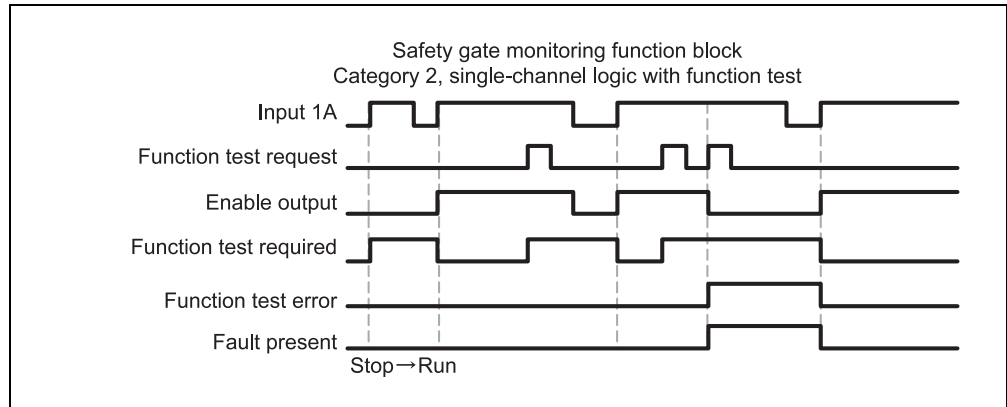 Safety gate monitoring function block
Category 2, single-channel logic with function test
Input 1A
Function test request
Enable output
Function test required
Function test error
Fault present
Stop→Run